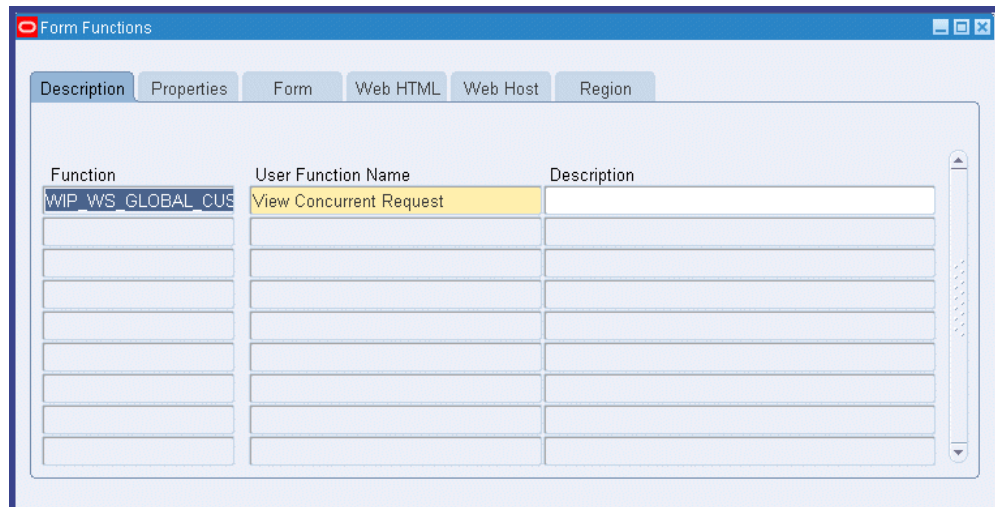 Form Functions
Description Properties Form Web HTML Web Host Region
Function User Function Name Description
WIP_WS_GLOBAL_CUS View Concurrent Request